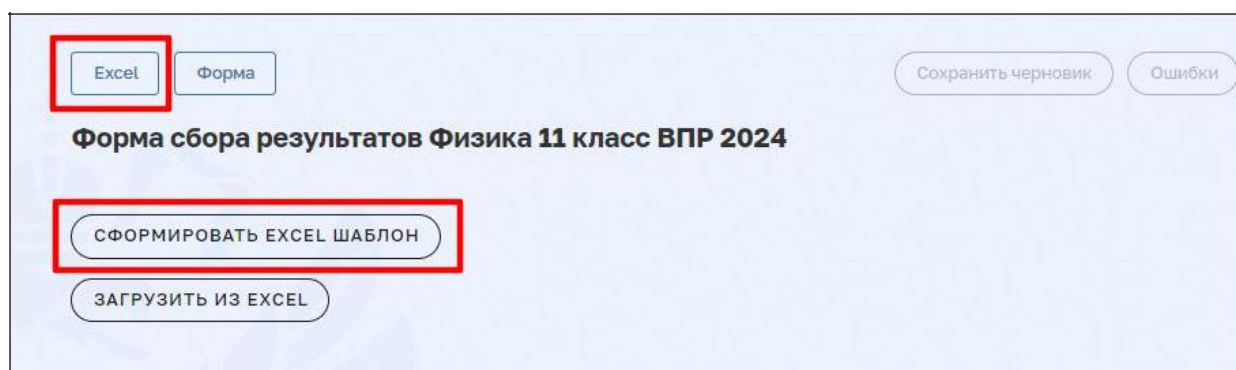 Excel Форма Сохранить черновик Ошибки
Форма сбора результатов Физика 11 класс ВПР 2024
СФОРМИРОВАТЬ EXCEL ШАБЛОН
ЗАГРУЗИТЬ ИЗ EXCEL